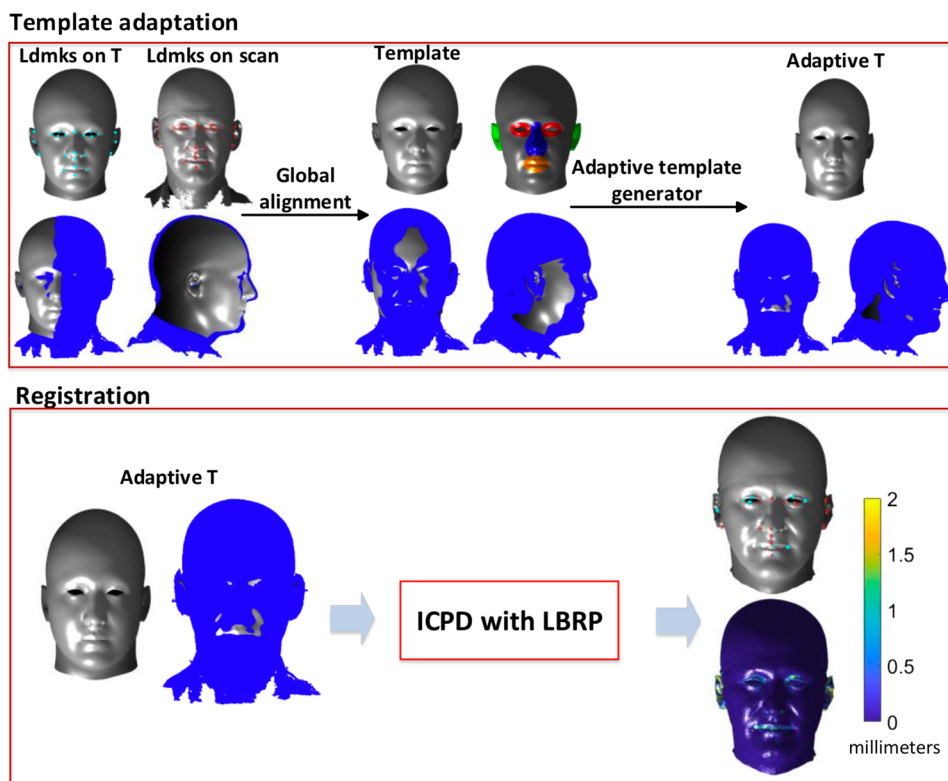 Template adaptation
Ldmks on T
Ldmks on scan
Template
Adaptive T
Global
alignment
Adaptive template
generator
Registration
Adaptive T
ICPD with LBRP
2
1.5
1
0.5
0
millimeters